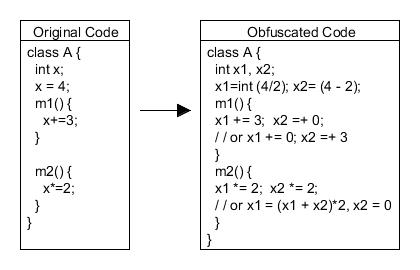 Original Code
class A {
int x;
x = 4;
m1() {
x+=3;
}
m2() {
x*=2;
}
}
Obfuscated Code
class A {
int x1, x2;
x1=int (4/2); x2= (4 - 2);
m1() {
x1 += 3;  x2 =+ 0;
/ / or x1 += 0; x2 =+ 3
}
m2() {
x1 *= 2;  x2 *= 2;
/ / or x1 = (x1 + x2)*2, x2 = 0
}
}